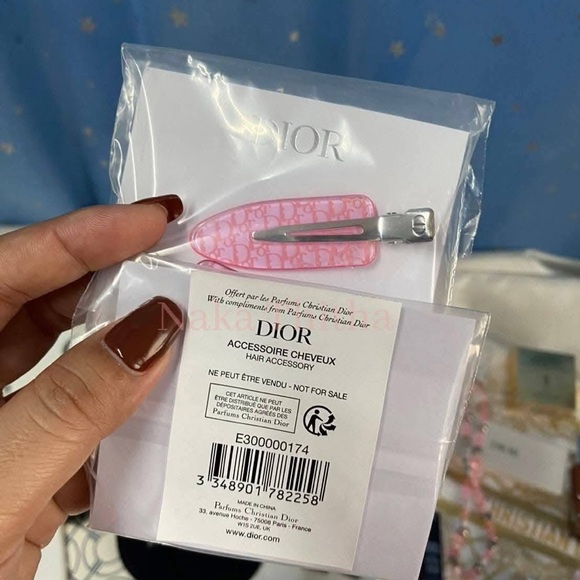 DIOR
Offert par les Parfums Christian Dior
With compliments from Parfums Christian Dior
DIOR
ACCESSOIRE CHEVEUX
HAIR ACCESSORY
NE PEUT ÊTRE VENDU - NOT FOR SALE
CET ARTICLE NE PEUT
ÊTRE DISTRIBUÉ QUE PAR LES
DÉPOSITAIRES AGRÉÉS DES
Parfums Christian Dior
E300000174
3 348901 782258
MADE IN CHINA
Parfums Christian Dior
33, avenue Hoche - 75008 Paris - France
W1S 2UE, UK
www.dior.com